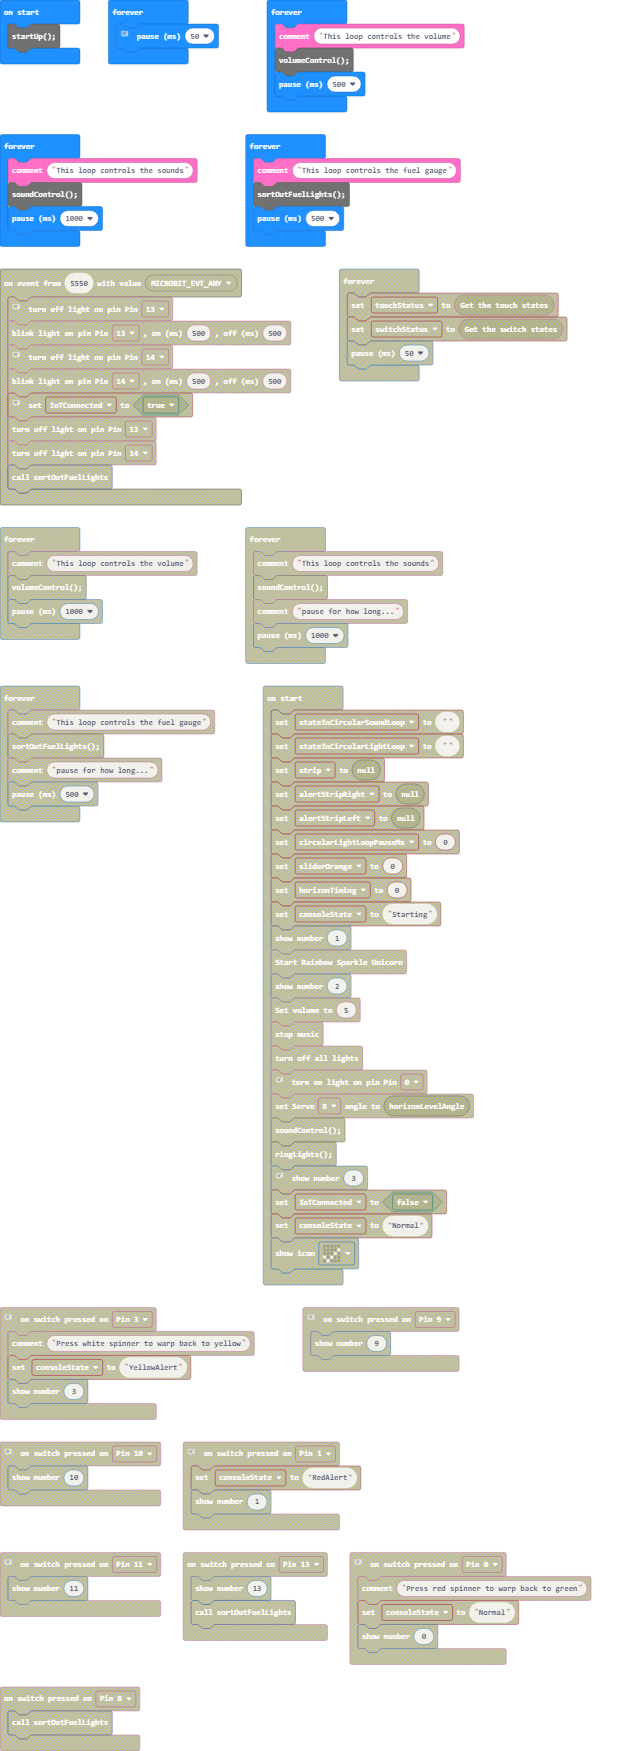 on start
startUp();
forever
pause (ms) 50
forever
comment "This loop controls the volume"
volumeControl();
pause (ms) 500
forever
comment "This loop controls the sounds"
soundControl();
pause (ms) 1000
forever
comment "This loop controls the fuel gauge"
sortOutFuelLights();
pause (ms) 500
on event from 5550 with value MICROBIT_EVT_ANY
turn off light on pin Pin 13
blink light on pin Pin 13 , on (ms) 500 , off (ms) 500
turn off light on pin Pin 14
blink light on pin Pin 14 , on (ms) 500 , off (ms) 500
set IoTConnected to true
turn off light on pin Pin 13
turn off light on pin Pin 14
call sortOutFuelLights
forever
set touchStatus to Get the touch states
set switchStatus to Get the switch states
pause (ms) 50
forever
comment "This loop controls the volume"
volumeControl();
pause (ms) 1000
forever
comment "This loop controls the sounds"
soundControl();
comment "pause for how long..."
pause (ms) 1000
forever
comment "This loop controls the fuel gauge"
sortOutFuelLights();
comment "pause for how long..."
pause (ms) 500
on start
set stateInCircularSoundLoop to ""
set stateInCircularLightLoop to ""
set strip to null
set alertStripRight to null
set alertStripLeft to null
set circularLightLoopPauseMs to 0
set sliderOrange to 0
set horizonTiming to 0
set consoleState to "Starting"
show number 1
Start Rainbow Sparkle Unicorn
show number 2
Set volume to 5
stop music
turn off all lights
turn on light on pin Pin 0
set Servo 8 angle to horizonLevelAngle
soundControl();
ringLights();
show number 3
set IoTConnected to false
set consoleState to "Normal"
show icon
on switch pressed on Pin 3
comment "Press white spinner to warp back to yellow"
set consoleState to "YellowAlert"
show number 3
on switch pressed on Pin 9
show number 9
on switch pressed on Pin 10
show number 10
on switch pressed on Pin 1
set consoleState to "RedAlert"
show number 1
on switch pressed on Pin 11
show number 11
on switch pressed on Pin 13
show number 13
call sortOutFuelLights
on switch pressed on Pin 0
comment "Press red spinner to warp back to green"
set consoleState to "Normal"
show number 0
on switch pressed on Pin 8
call sortOutFuelLights